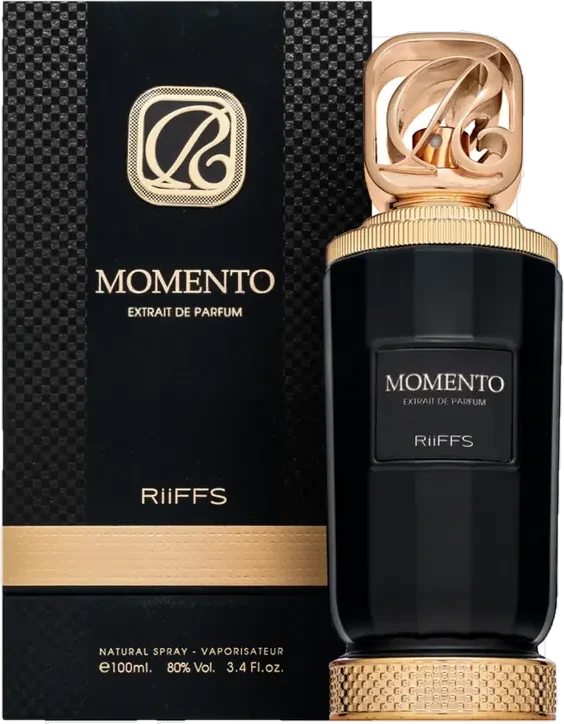 R
MOMENTO
EXTRAIT DE PARFUM
RiiFFS
NATURAL SPRAY - VAPORISATEUR
℮100ml. 80% Vol. 3.4 Fl.oz.
R
MOMENTO
EXTRAIT DE PARFUM
RiiFFS